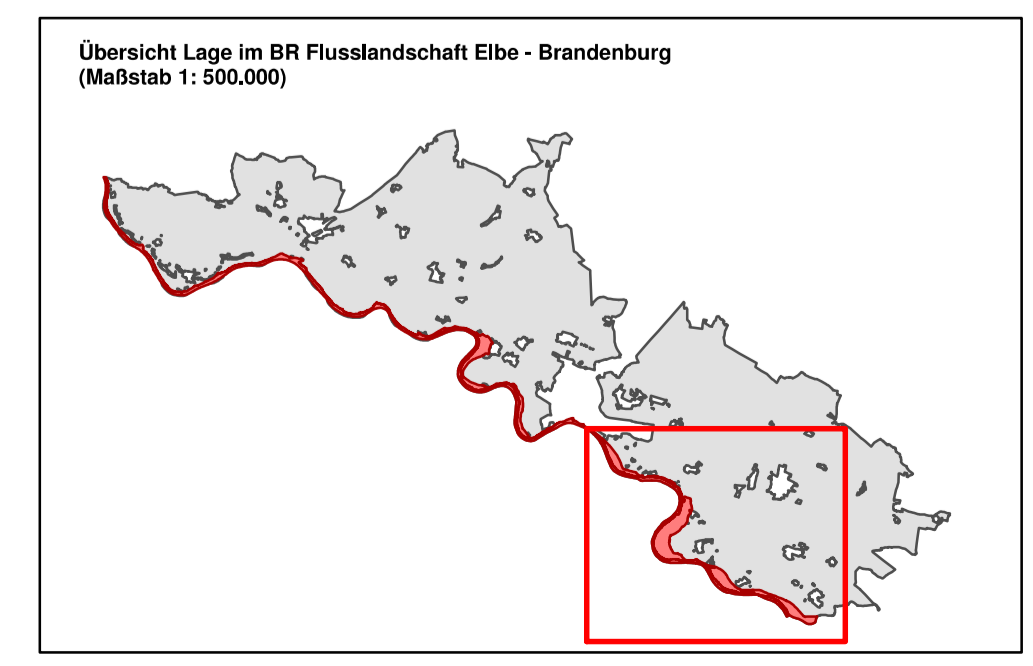 Übersicht Lage im BR Flusslandschaft Elbe - Brandenburg
(Maßstab 1: 500.000)